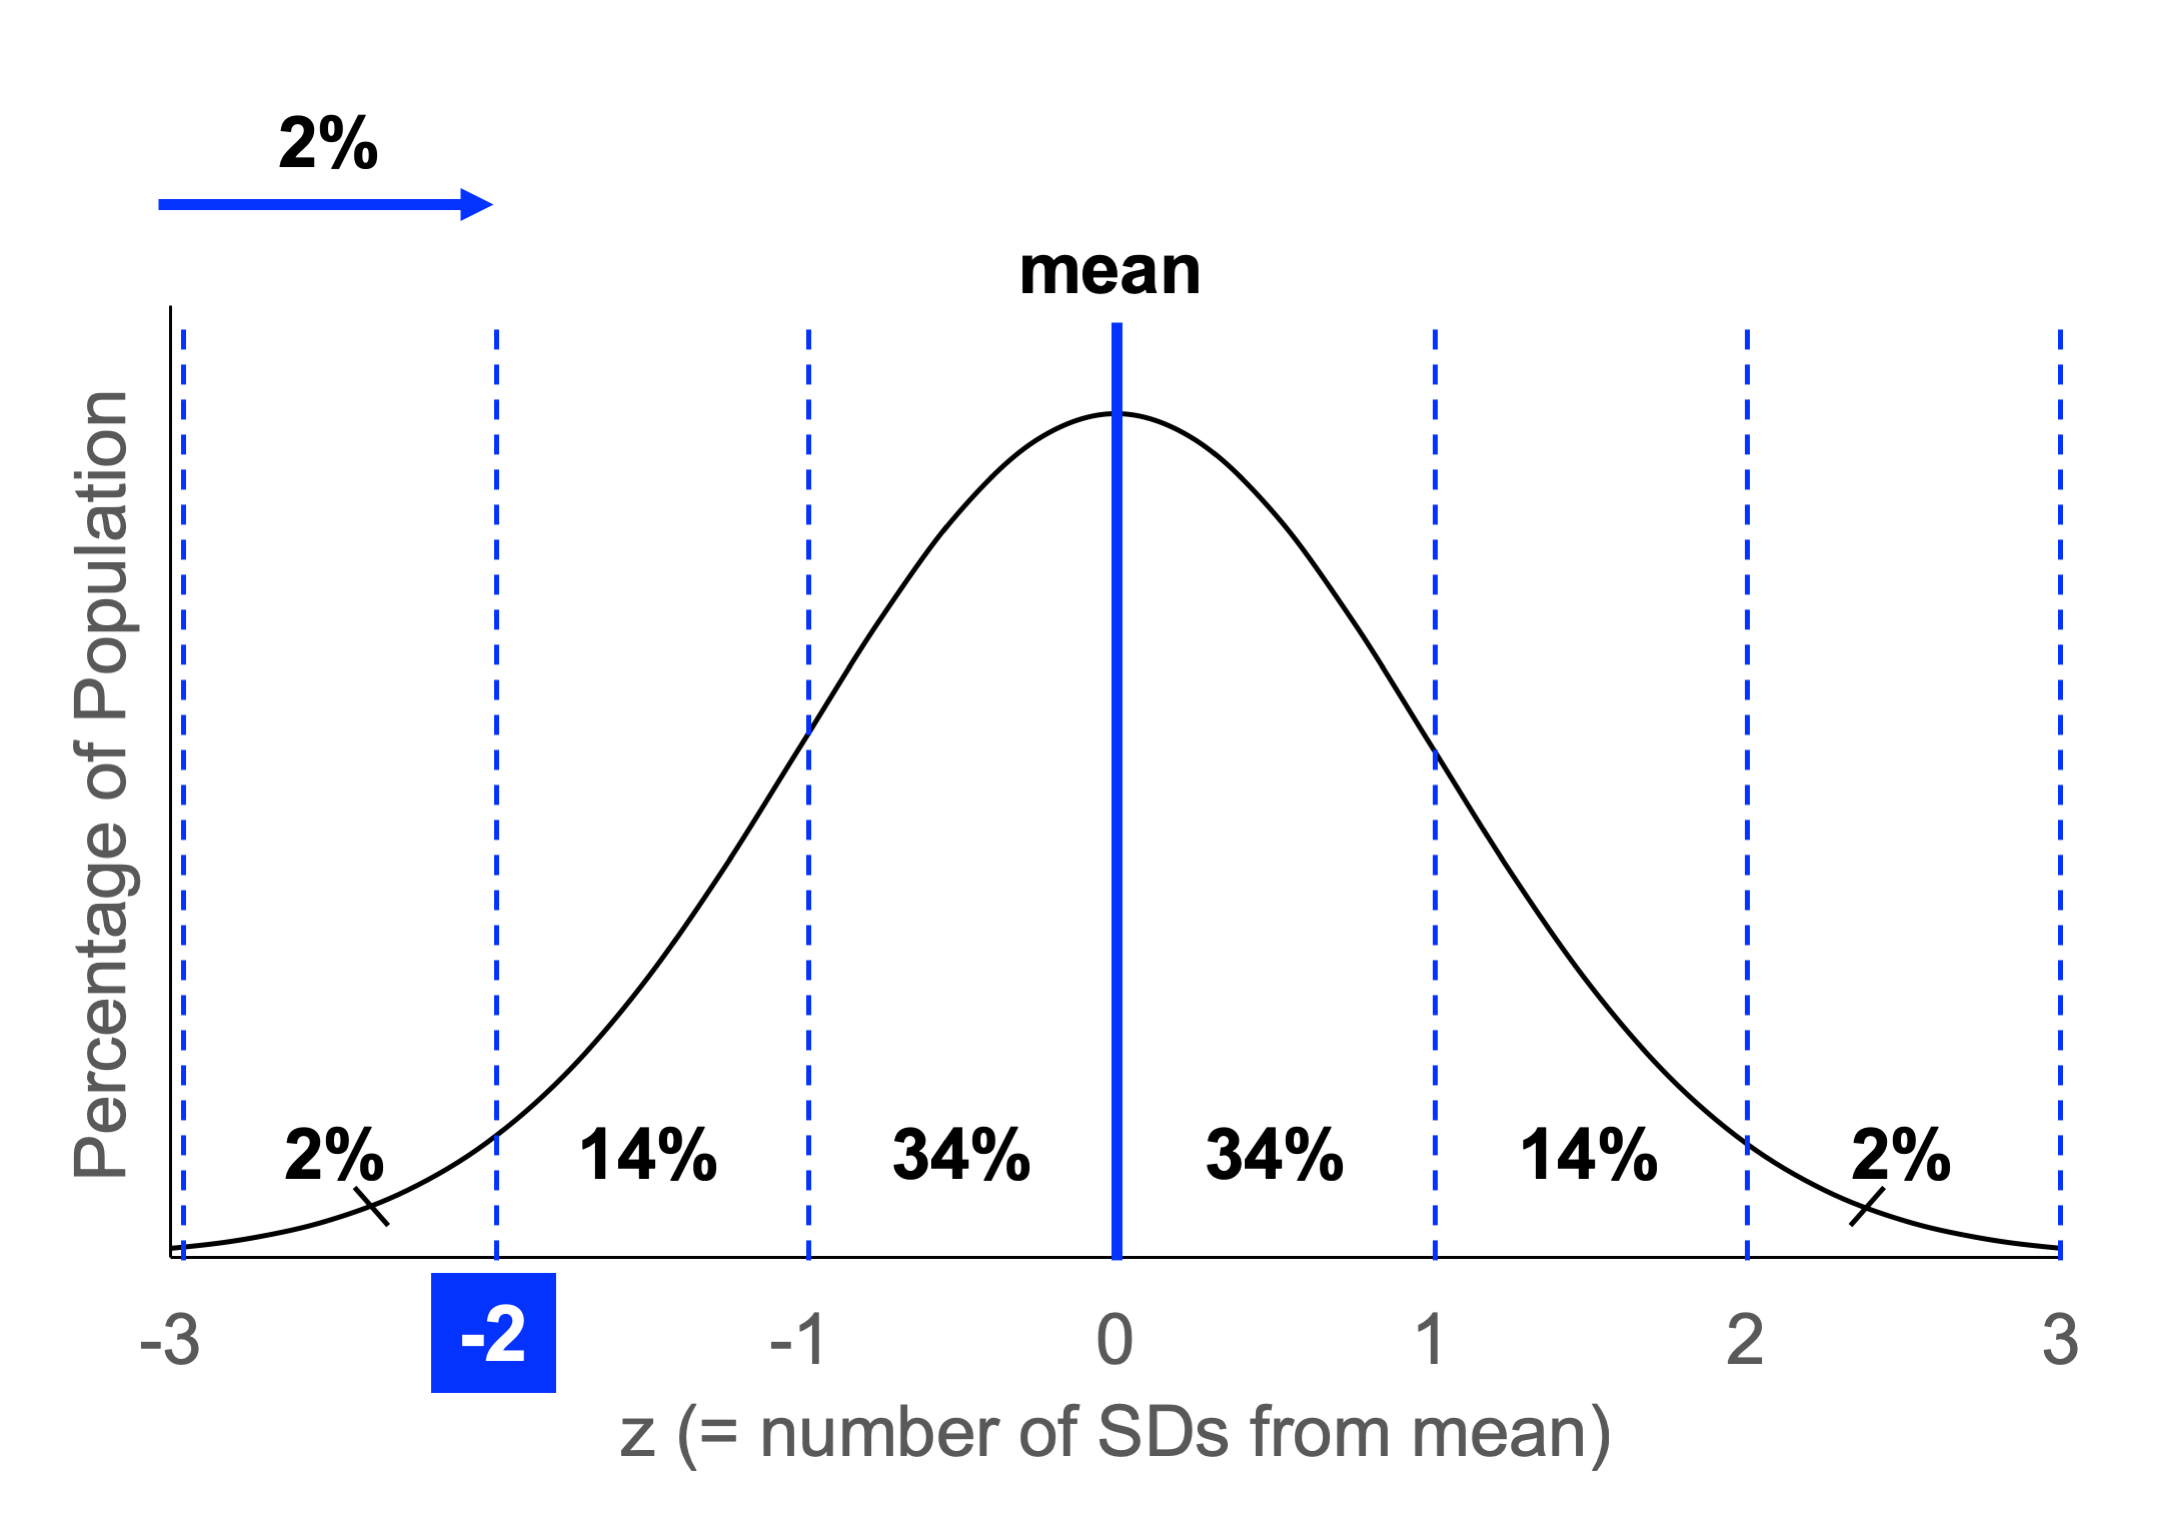 2%
mean
Percentage of Population
2% 14% 34% 34% 14% 2%
-3 -2 -1 0 1 2 3
z (= number of SDs from mean)